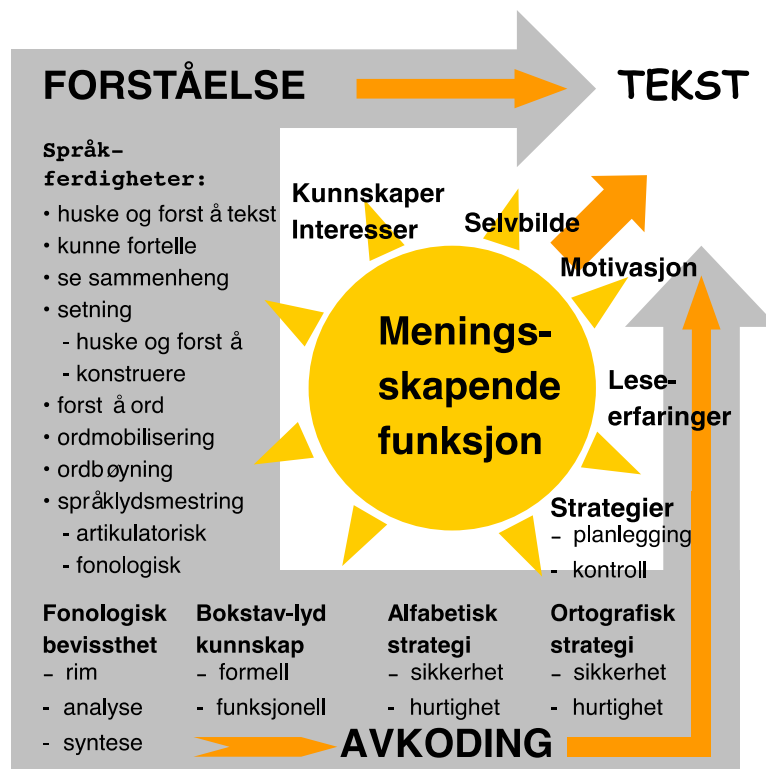 FORSTÅELSE
TEKST
Språk-
ferdigheter:
• huske og forst å tekst
• kunne fortelle
• se sammenheng
• setning
- huske og forst å
- konstruere
• forst å ord
• ordmobilisering
• ordbøyning
• språklydsmestring
- artikulatorisk
- fonologisk
Kunnskaper
Interesser
Selvbilde
Motivasjon
Menings-
skapende
funksjon
Lese-
erfaringer
Strategier
- planlegging
- kontroll
Fonologisk
bevissthet
- rim
- analyse
- syntese
Bokstav-lyd
kunnskap
- formell
- funksjonell
Alfabetisk
strategi
- sikkerhet
- hurtighet
Ortografisk
strategi
- sikkerhet
- hurtighet
AVKODING